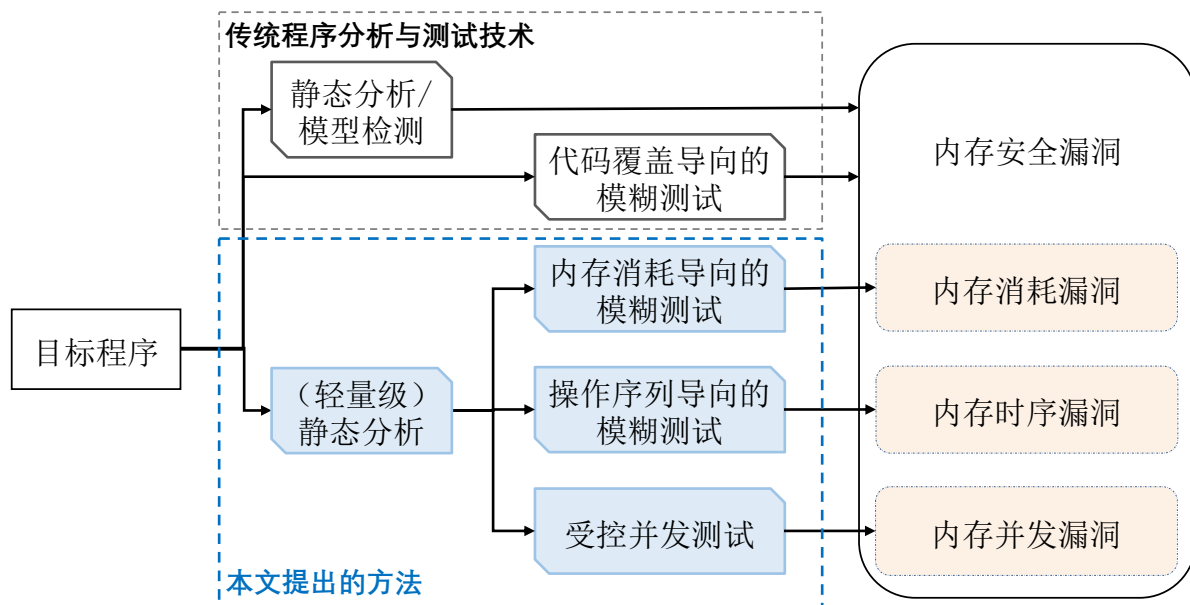 传统程序分析与测试技术
静态分析/
模型检测
代码覆盖导向的
模糊测试
内存安全漏洞
目标程序
（轻量级）
静态分析
内存消耗导向的
模糊测试
内存消耗漏洞
操作序列导向的
模糊测试
内存时序漏洞
受控并发测试
内存并发漏洞
本文提出的方法